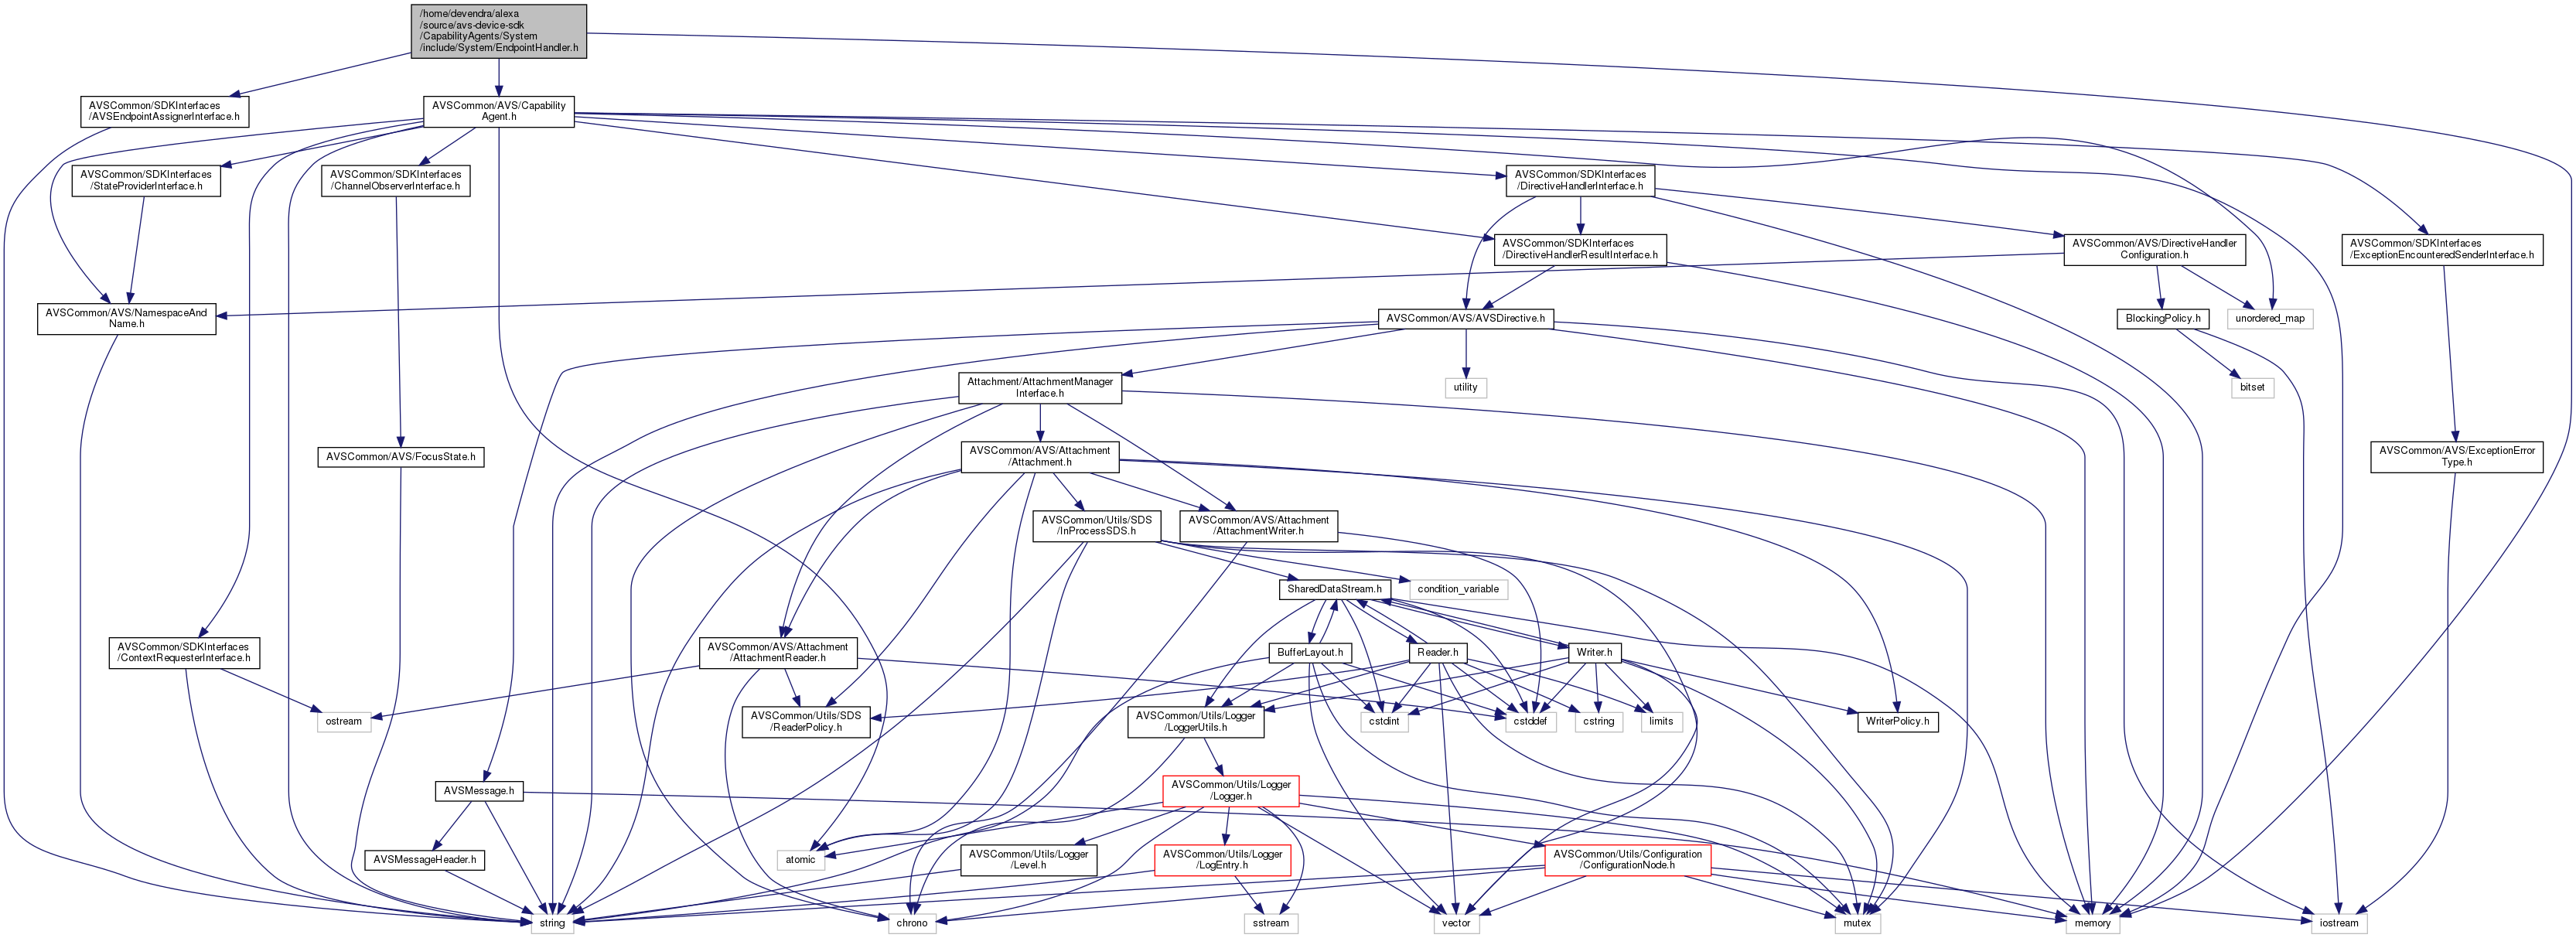 /home/devendra/alexa
/source/avs-device-sdk
/CapabilityAgents/System
/include/System/EndpointHandler.h
AVSCommon/SDKInterfaces
/AVSEndpointAssignerInterface.h
AVSCommon/AVS/Capability
Agent.h
AVSCommon/SDKInterfaces
/StateProviderInterface.h
AVSCommon/SDKInterfaces
/ChannelObserverInterface.h
AVSCommon/SDKInterfaces
/DirectiveHandlerInterface.h
AVSCommon/SDKInterfaces
/DirectiveHandlerResultInterface.h
AVSCommon/AVS/DirectiveHandler
Configuration.h
AVSCommon/SDKInterfaces
/ExceptionEncounteredSenderInterface.h
AVSCommon/AVS/NamespaceAnd
Name.h
AVSCommon/AVS/AVSDirective.h
BlockingPolicy.h
unordered_map
Attachment/AttachmentManager
Interface.h
utility
bitset
AVSCommon/AVS/FocusState.h
AVSCommon/AVS/Attachment
/Attachment.h
AVSCommon/AVS/ExceptionError
Type.h
AVSCommon/Utils/SDS
/InProcessSDS.h
AVSCommon/AVS/Attachment
/AttachmentWriter.h
SharedDataStream.h
condition_variable
AVSCommon/SDKInterfaces
/ContextRequesterInterface.h
AVSCommon/AVS/Attachment
/AttachmentReader.h
BufferLayout.h
Reader.h
Writer.h
ostream
AVSCommon/Utils/SDS
/ReaderPolicy.h
AVSCommon/Utils/Logger
/LoggerUtils.h
cstdint
cstddef
cstring
limits
WriterPolicy.h
AVSMessage.h
AVSCommon/Utils/Logger
/Logger.h
AVSMessageHeader.h
atomic
AVSCommon/Utils/Logger
/Level.h
AVSCommon/Utils/Logger
/LogEntry.h
AVSCommon/Utils/Configuration
/ConfigurationNode.h
string
chrono
sstream
vector
mutex
memory
iostream